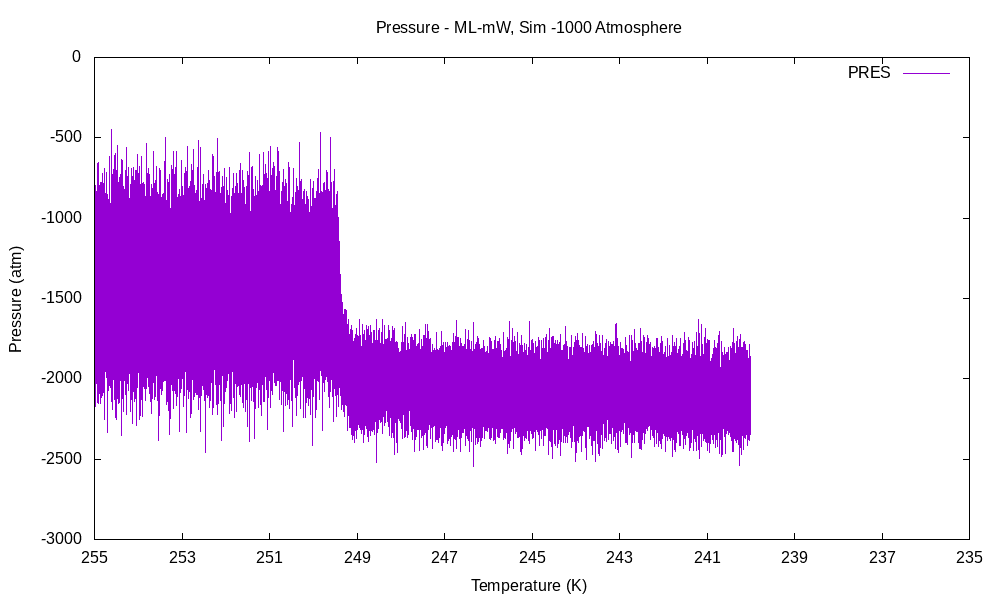 Pressure - ML-mW, Sim -1000 Atmosphere
PRES
0
-500
-1000
-1500
-2000
-2500
-3000
Pressure (atm)
255 253 251 249 247 245 243 241 239 237 235
Temperature (K)